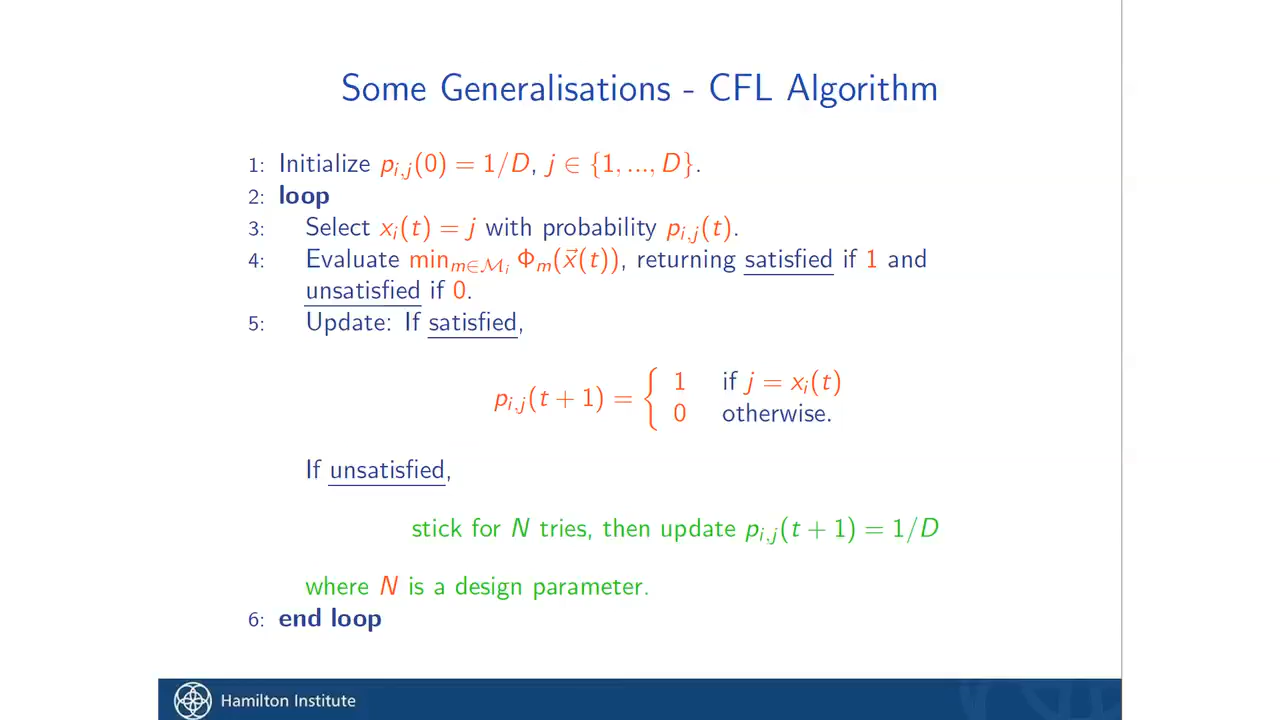 Some Generalisations - CFL Algorithm
1: Initialize p_{i,j}(0) = 1/D, j ∈ {1, ..., D}.
2: loop
3: Select x_i(t) = j with probability p_{i,j}(t).
4: Evaluate min_{m∈ℳ_i} Φ_m(x⃗(t)), returning satisfied if 1 and
unsatisfied if 0.
5: Update: If satisfied,
p_{i,j}(t + 1) = { 1 if j = x_i(t)
0 otherwise.
If unsatisfied,
stick for N tries, then update p_{i,j}(t + 1) = 1/D
where N is a design parameter.
6: end loop
Hamilton Institute